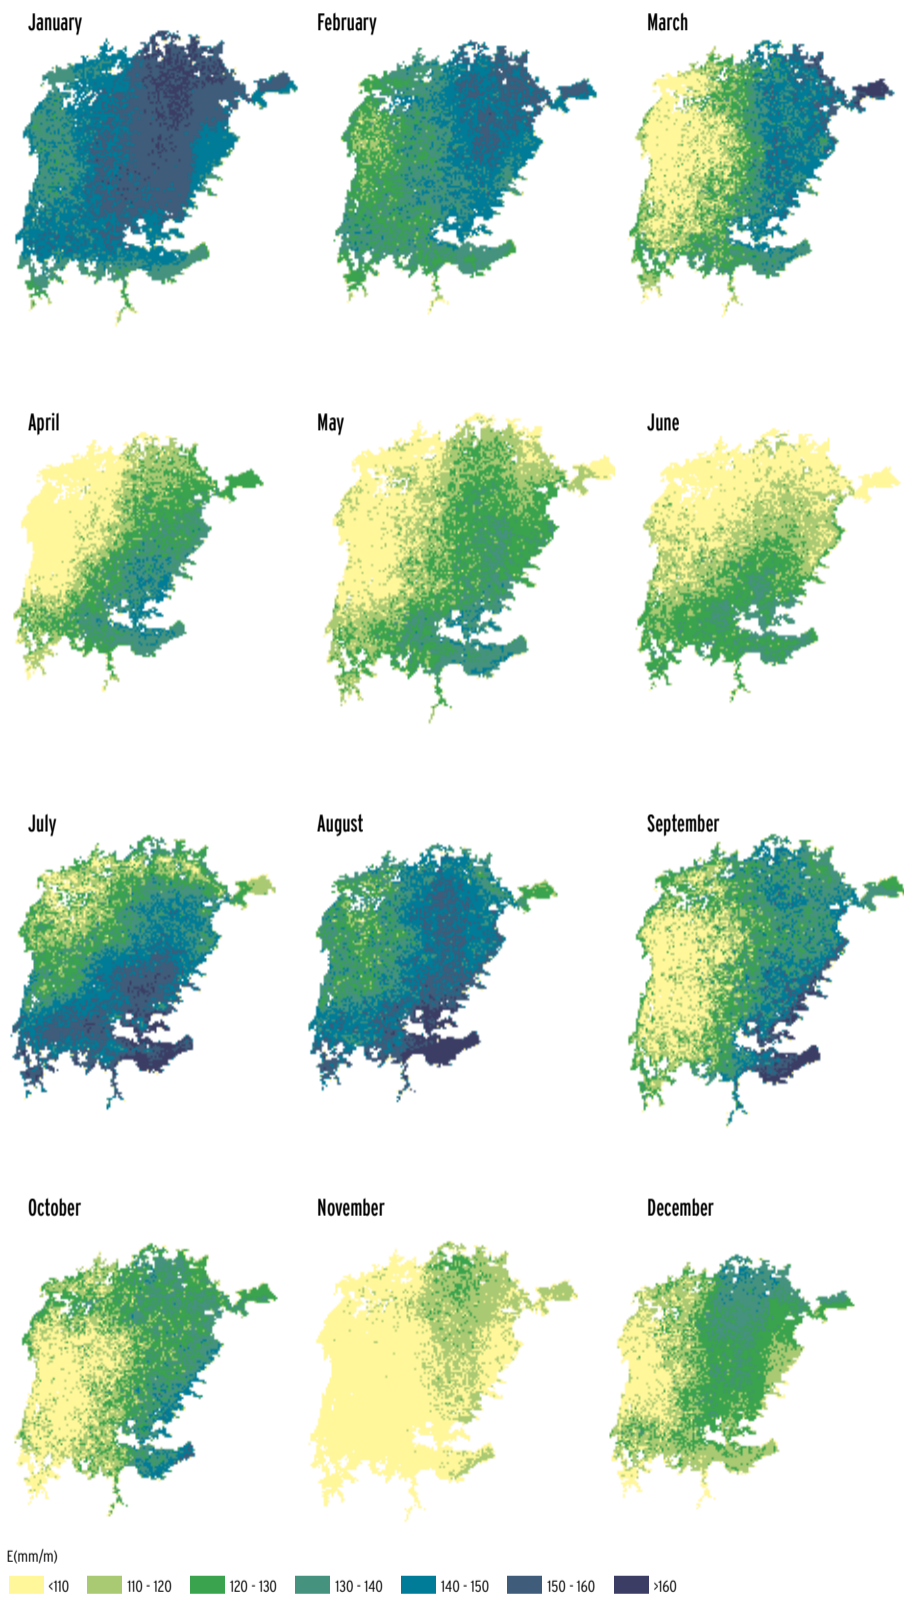 January
February
March
April
May
June
July
August
September
October
November
December
E(mm/m)
<110
110 - 120
120 - 130
130 - 140
140 - 150
150 - 160
>160